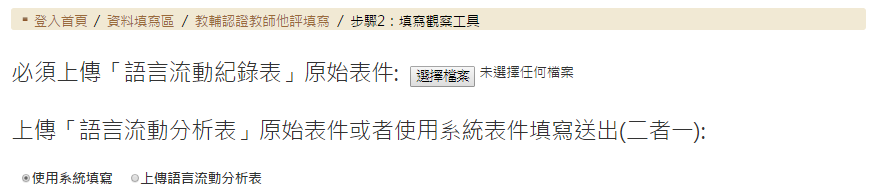 登入首頁 / 資料填寫區 / 教輔認證教師他評填寫 / 步驟2：填寫觀察工具
必須上傳「語言流動紀錄表」原始表件: 選擇檔案 未選擇任何檔案
上傳「語言流動分析表」原始表件或者使用系統表件填寫送出(二者一):
使用系統填寫 上傳語言流動分析表